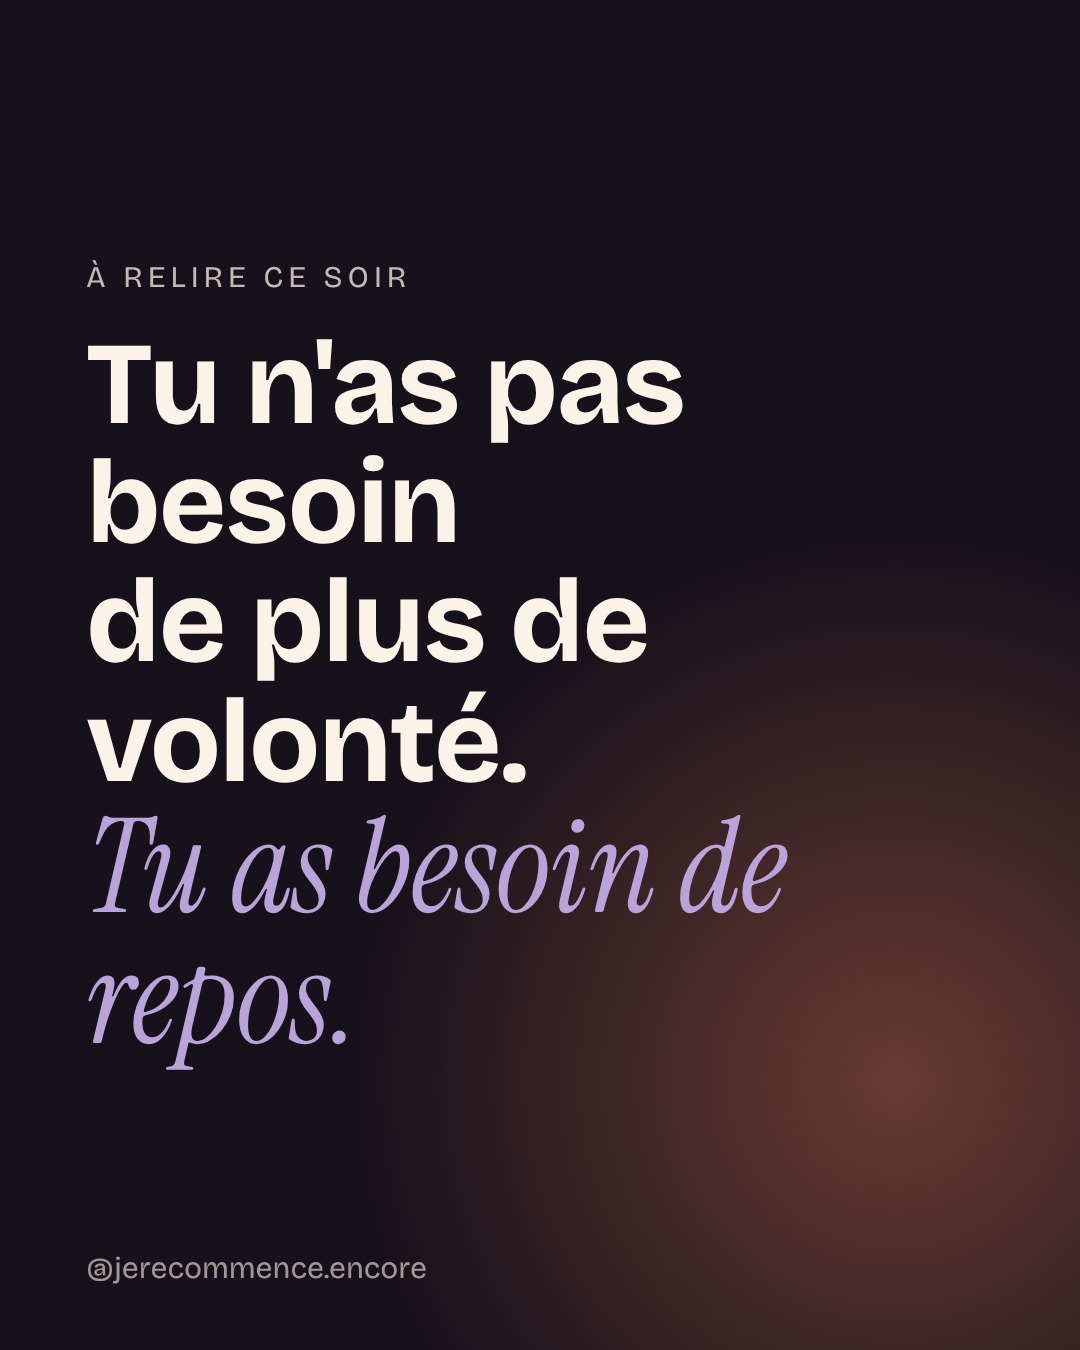 À RELIRE CE SOIR
Tu n'as pas
besoin
de plus de
volonté.
Tu as besoin de
repos.
@jerecommence.encore